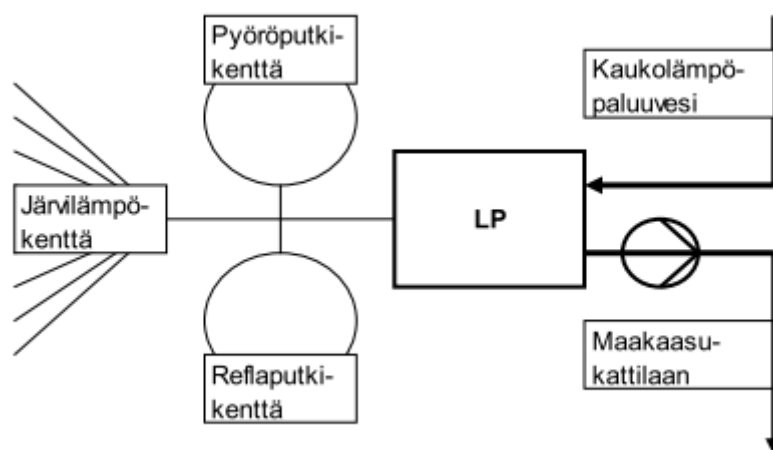 Pyöröputki-
kenttä
Kaukolämpö-
paluuvesi
Järvilämpö-
kenttä
LP
Reflaputki-
kenttä
Maakaasu-
kattilaan